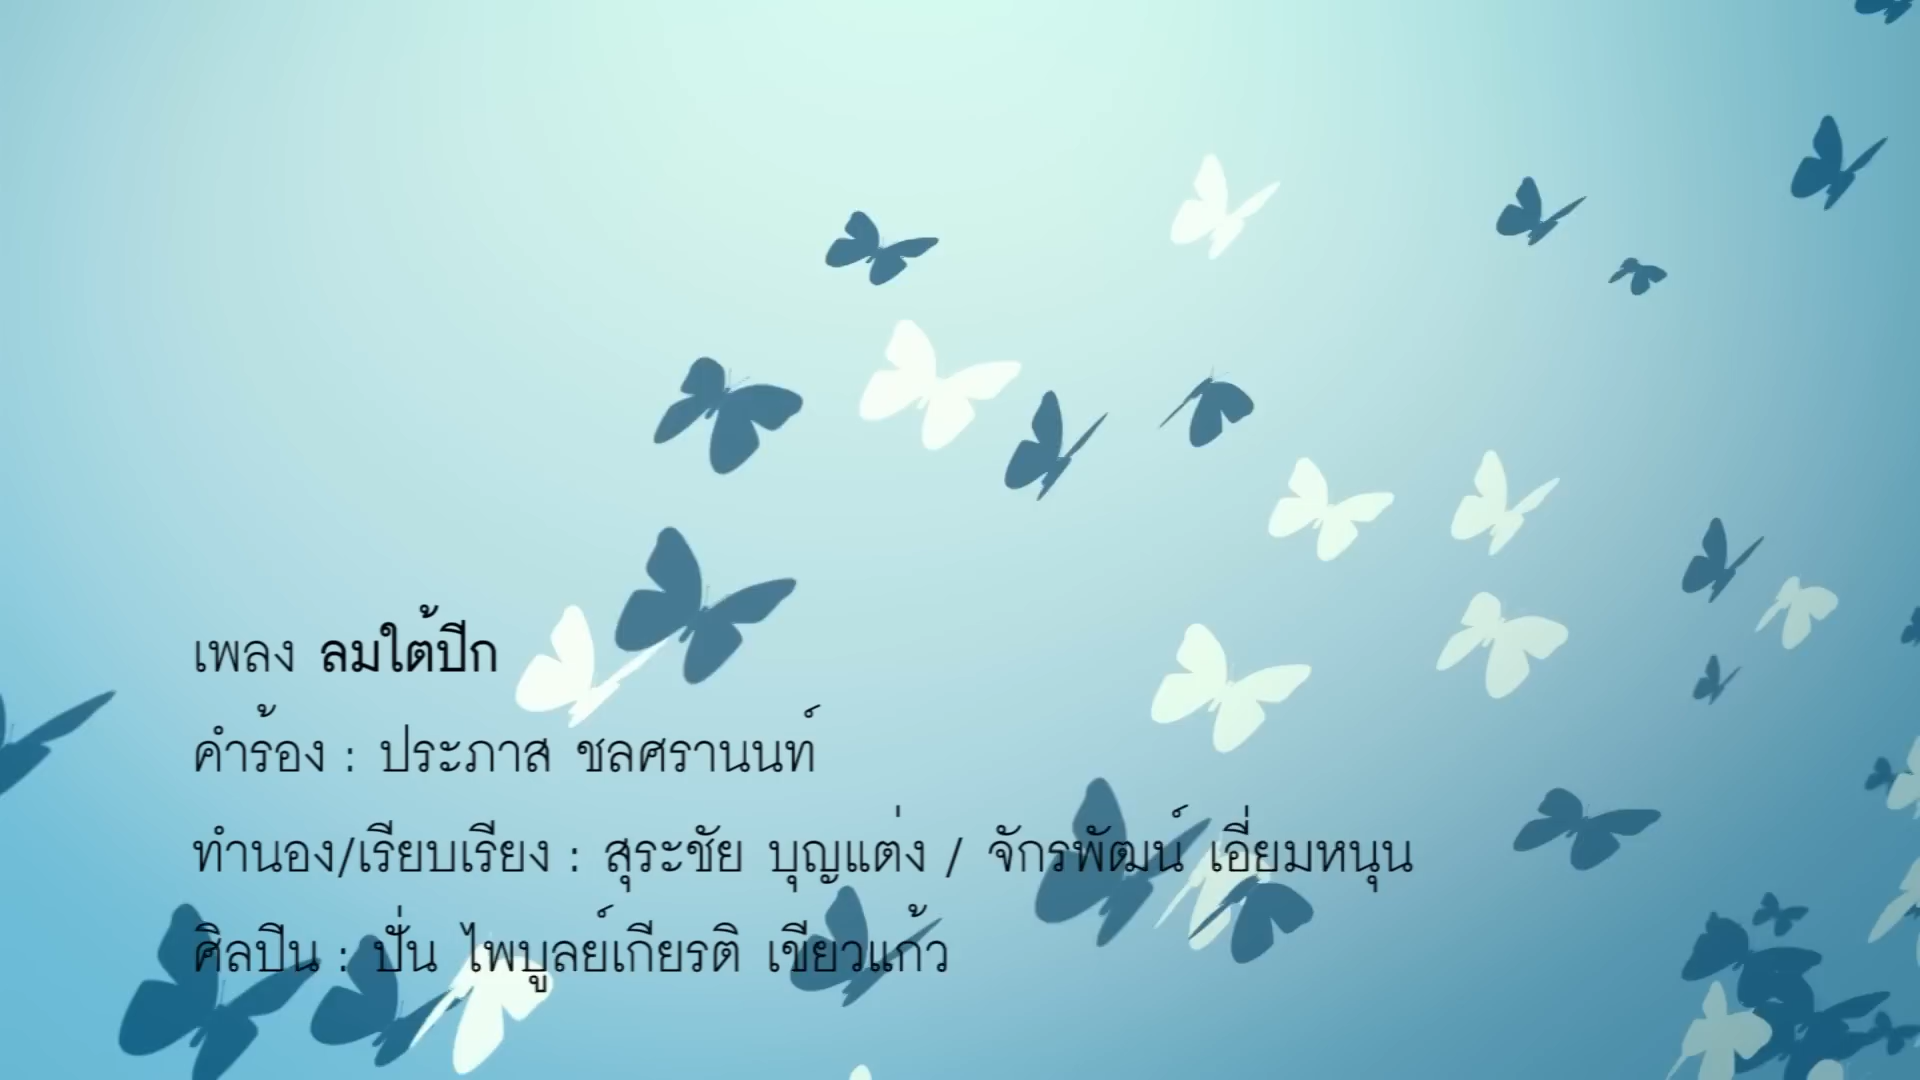 เพลง ลมใต้ปีก
คำร้อง : ประภาส ชลศรานนท์
ทำนอง/เรียบเรียง : สุระชัย บุญแต่ง / จักรพัฒน์ เอี่ยมหนุน
ศิลปิน : ปั่น ไพบูลย์เกียรติ เขียวแก้ว